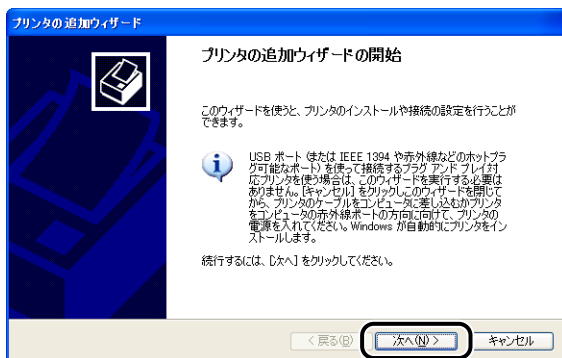 プリンタの追加ウィザード
プリンタの追加ウィザードの開始
このウィザードを使うと、プリンタのインストールや接続の設定を行うことが
できます。
USB ポート (または IEEE 1394 や赤外線などのホットプラ
グ可能なポート) を使って接続するプラグ アンド プレイ対
応プリンタを使う場合は、このウィザードを実行する必要は
ありません。[キャンセル] をクリックしこのウィザードを閉じて
から、プリンタのケーブルをコンピュータに差し込むかプリンタ
をコンピュータの赤外線ポートの方向に向けて、プリンタの
電源を入れてください。Windows が自動的にプリンタをイン
ストールします。
続行するには、[次へ] をクリックしてください。
< 戻る(B) 次へ(N) > キャンセル